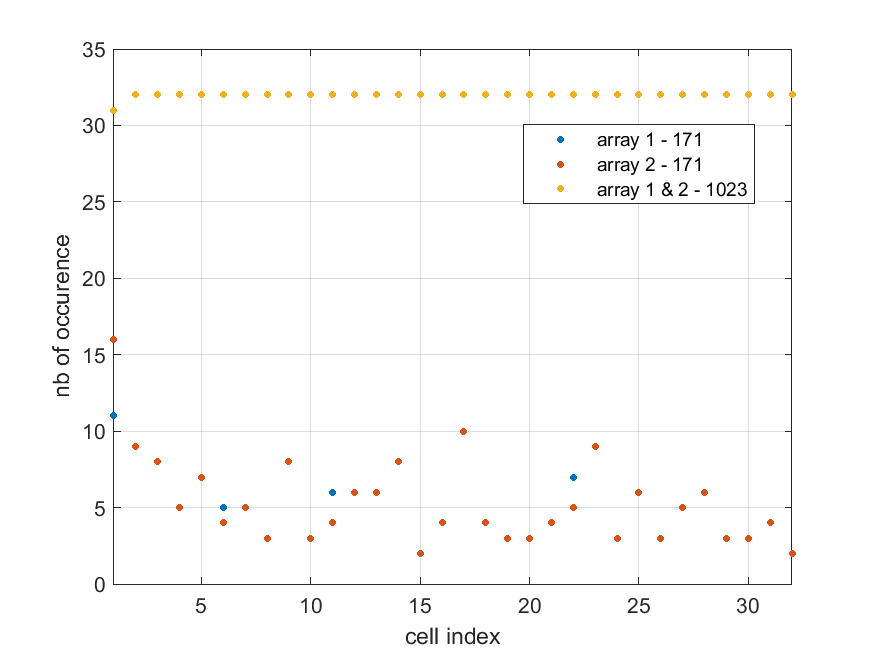 35
30
25
20
15
10
5
0
nb of occurence
array 1 - 171
array 2 - 171
array 1 & 2 - 1023
5 10 15 20 25 30
cell index